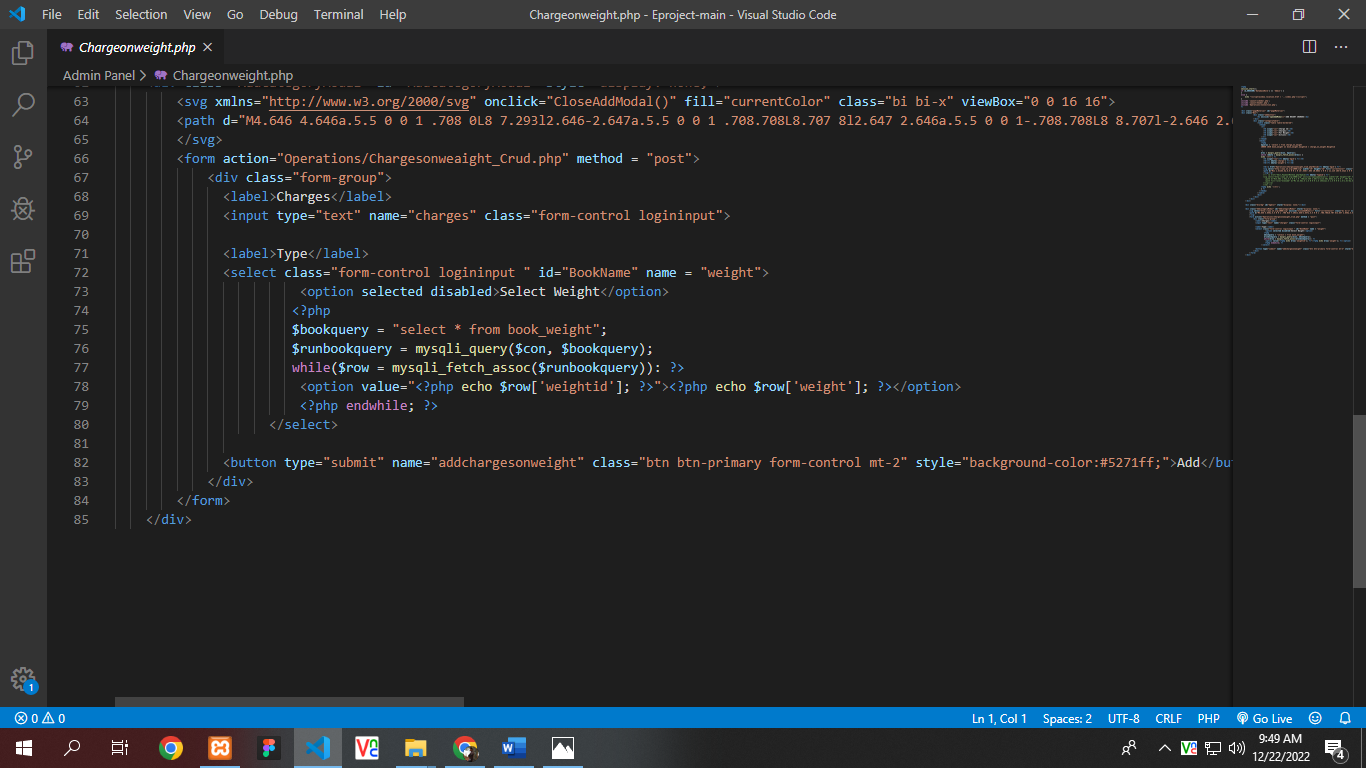 File Edit Selection View Go Debug Terminal Help Chargeonweight.php - Eproject-main - Visual Studio Code
Chargeonweight.php
Admin Panel > Chargeonweight.php
63 <svg xmlns="http://www.w3.org/2000/svg" onclick="CloseAddModal()" fill="currentColor" class="bi bi-x" viewBox="0 0 16 16">
64 <path d="M4.646 4.646a.5.5 0 0 1 .708 0L8 7.293l2.646-2.647a.5.5 0 0 1 .708.708L8.707 8l2.647 2.646a.5.5 0 0 1-.708.708L8 8.707l-2.646 2.
65 </svg>
66 <form action="Operations/Chargesonweaight_Crud.php" method = "post">
67 <div class="form-group">
68 <label>Charges</label>
69 <input type="text" name="charges" class="form-control logininput">
70
71 <label>Type</label>
72 <select class="form-control logininput " id="BookName" name = "weight">
73 <option selected disabled>Select Weight</option>
74 <?php
75 $bookquery = "select * from book_weight";
76 $runbookquery = mysqli_query($con, $bookquery);
77 while($row = mysqli_fetch_assoc($runbookquery)): ?>
78 <option value="<?php echo $row['weightid']; ?>"><?php echo $row['weight']; ?></option>
79 <?php endwhile; ?>
80 </select>
81
82 <button type="submit" name="addchargesonweight" class="btn btn-primary form-control mt-2" style="background-color:#5271ff;">Add</bu
83 </div>
84 </form>
85 </div>
1
0 0 Ln 1, Col 1 Spaces: 2 UTF-8 CRLF PHP Go Live
9:49 AM
12/22/2022
4